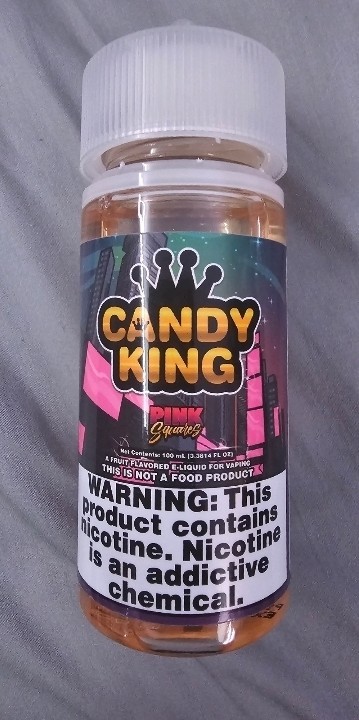 CANDY
KING
PINK
Squares
Net Contents: 100 mL (3.3814 FL OZ)
A FRUIT FLAVORED E-LIQUID FOR VAPING
THIS IS NOT A FOOD PRODUCT
WARNING: This
product contains
nicotine. Nicotine
is an addictive
chemical.